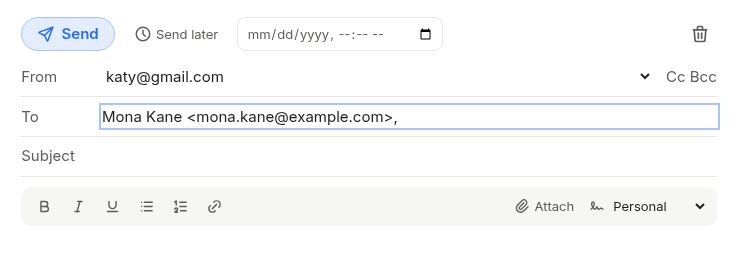 Send Send later mm/dd/yyyy, --:-- --
From katy@gmail.com Cc Bcc
To Mona Kane <mona.kane@example.com>,
Subject
B I U Attach Personal